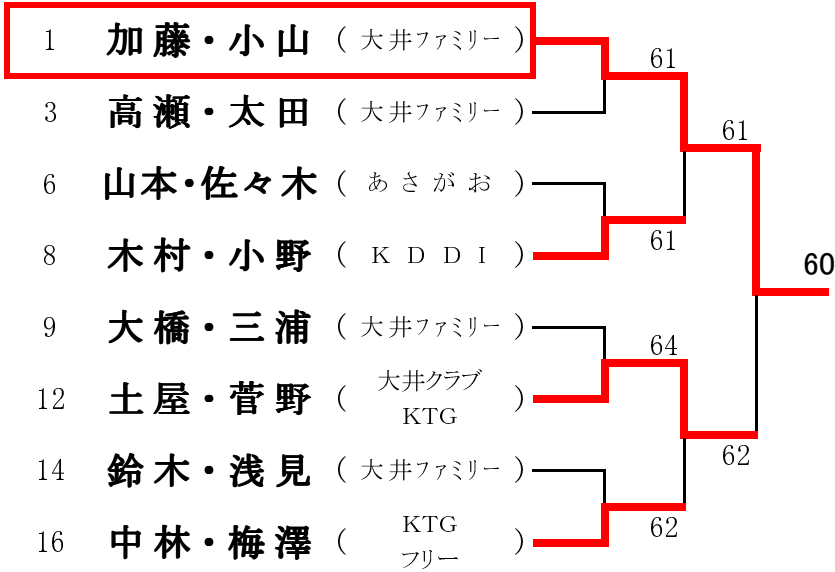 1 加藤・小山 (大井ファミリー)
61
3 高瀬・太田 (大井ファミリー)
61
6 山本・佐々木 (あさがお)
8 木村・小野 (KDDI)
61
60
9 大橋・三浦 (大井ファミリー)
64
12 土屋・菅野 (大井クラブ
KTG)
62
14 鈴木・浅見 (大井ファミリー)
62
16 中林・梅澤 (KTG
フリー)